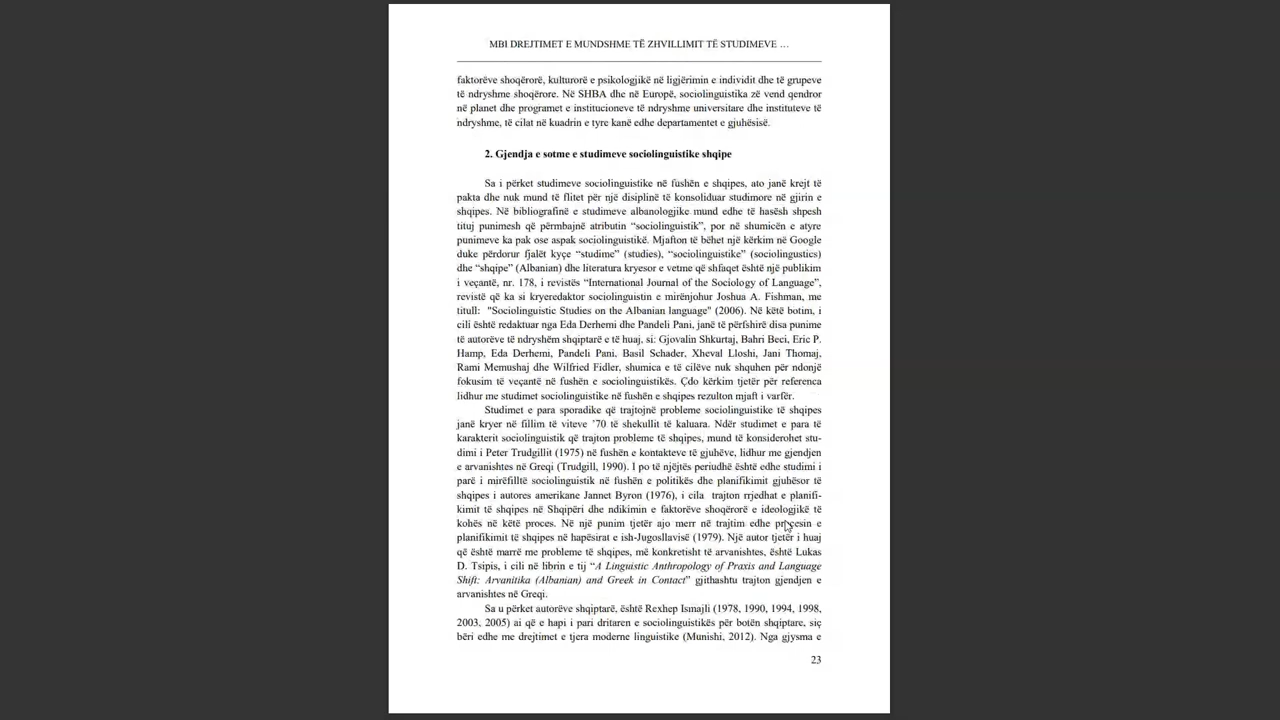 MBI DREJTIMET E MUNDSHME TË ZHVILLIMIT TË STUDIMEVE …
faktorëve shoqërorë, kulturorë e psikologjikë në ligjërimin e individit dhe të grupeve
të ndryshme shoqërore. Në SHBA dhe në Europë, sociolinguistika zë vend qendror
në planet dhe programet e institucioneve të ndryshme universitare dhe instituteve të
ndryshme, të cilat në kuadrin e tyre kanë edhe departamentet e gjuhësisë.
2. Gjendja e sotme e studimeve sociolinguistike shqipe
Sa i përket studimeve sociolinguistike në fushën e shqipes, ato janë krejt të
pakta dhe nuk mund të flitet për një disiplinë të konsoliduar studimore në gjirin e
shqipes. Në bibliografinë e studimeve albanologjike mund edhe të hasësh shpesh
tituj punimesh që përmbajnë atributin “sociolinguistik”, por në shumicën e atyre
punimeve ka pak ose aspak sociolinguistikë. Mjafton të bëhet një kërkim në Google
duke përdorur fjalët kyçe “studime” (studies), “sociolinguistike” (sociolingustics)
dhe “shqipe” (Albanian) dhe literatura kryesor e vetme që shfaqet është një publikim
i veçantë, nr. 178, i revistës “International Journal of the Sociology of Language”,
revistë që ka si kryeredaktor sociolinguistin e mirënjohur Joshua A. Fishman, me
titull: "Sociolinguistic Studies on the Albanian language" (2006). Në këtë botim, i
cili është redaktuar nga Eda Derhemi dhe Pandeli Pani, janë të përfshirë disa punime
të autorëve të ndryshëm shqiptarë e të huaj, si: Gjovalin Shkurtaj, Bahri Beci, Eric P.
Hamp, Eda Derhemi, Pandeli Pani, Basil Schader, Xheval Lloshi, Jani Thomaj,
Rami Memushaj dhe Wilfried Fidler, shumica e të cilëve nuk shquhen për ndonjë
fokusim të veçantë në fushën e sociolinguistikës. Çdo kërkim tjetër për referenca
lidhur me studimet sociolinguistike në fushën e shqipes rezulton mjaft i varfër.
Studimet e para sporadike që trajtojnë probleme sociolinguistike të shqipes
janë kryer në fillim të viteve ’70 të shekullit të kaluara. Ndër studimet e para të
karakterit sociolinguistik që trajton probleme të shqipes, mund të konsiderohet stu-
dimi i Peter Trudgillit (1975) në fushën e kontakteve të gjuhëve, lidhur me gjendjen
e arvanishtes në Greqi (Trudgill, 1990). I po të njëjtës periudhë është edhe studimi i
parë i mirëfilltë sociolinguistik në fushën e politikës dhe planifikimit gjuhësor të
shqipes i autores amerikane Jannet Byron (1976), i cila trajton rrjedhat e planifi-
kimit të shqipes në Shqipëri dhe ndikimin e faktorëve shoqërorë e ideologjikë të
kohës në këtë proces. Në një punim tjetër ajo merr në trajtim edhe procesin e
planifikimit të shqipes në hapësirat e ish-Jugosllavisë (1979). Një autor tjetër i huaj
që është marrë me probleme të shqipes, më konkretisht të arvanishtes, është Lukas
D. Tsipis, i cili në librin e tij “A Linguistic Anthropology of Praxis and Language
Shift: Arvanitika (Albanian) and Greek in Contact” gjithashtu trajton gjendjen e
arvanishtes në Greqi.
Sa u përket autorëve shqiptarë, është Rexhep Ismajli (1978, 1990, 1994, 1998,
2003, 2005) ai që e hapi i pari dritaren e sociolinguistikës për botën shqiptare, siç
bëri edhe me drejtimet e tjera moderne linguistike (Munishi, 2012). Nga gjysma e
23